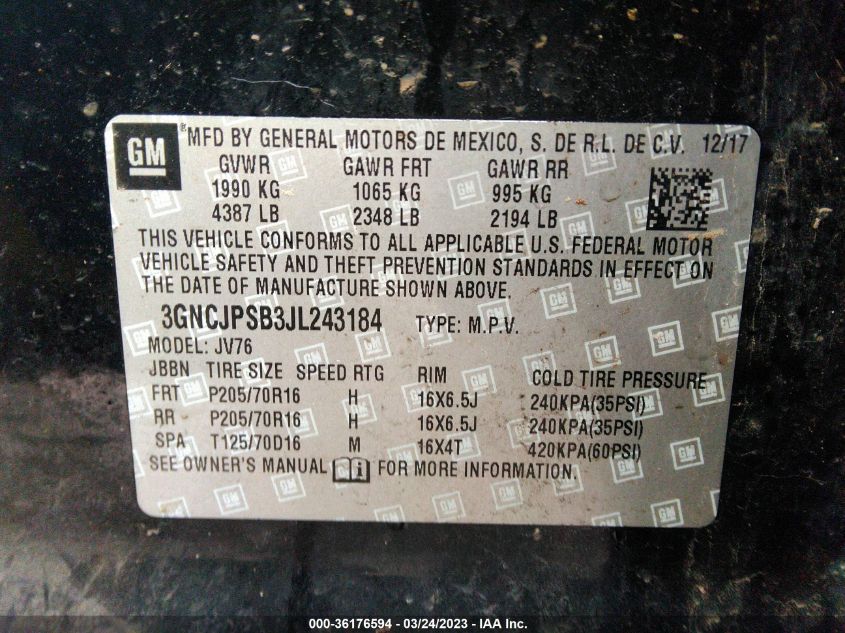 GM ® MFD BY GENERAL MOTORS DE MEXICO, S. DE R.L. DE C.V. 12/17
GVWR GAWR FRT GAWR RR
1990 KG 1065 KG 995 KG
4387 LB 2348 LB 2194 LB
THIS VEHICLE CONFORMS TO ALL APPLICABLE U.S. FEDERAL MOTOR
VEHICLE SAFETY AND THEFT PREVENTION STANDARDS IN EFFECT ON
THE DATE OF MANUFACTURE SHOWN ABOVE.
3GNCJPSB3JL243184 TYPE: M.P.V.
MODEL: JV76
JBBN TIRE SIZE SPEED RTG RIM COLD TIRE PRESSURE
FRT P205/70R16 H 16X6.5J 240KPA(35PSI)
RR P205/70R16 H 16X6.5J 240KPA(35PSI)
SPA T125/70D16 M 16X4T 420KPA(60PSI)
SEE OWNER'S MANUAL i FOR MORE INFORMATION.
000-36176594 - 03/24/2023 - IAA Inc.